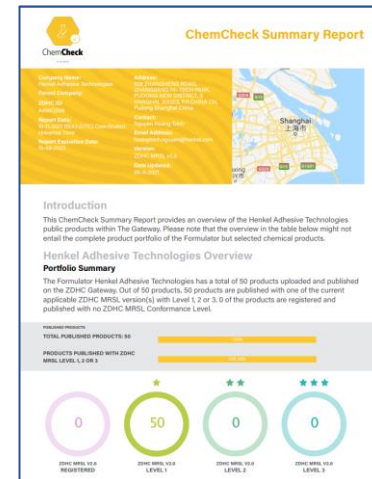 ChemCheck
ChemCheck Summary Report
Company Name:
Henkel Adhesive Technologies
Parent Company:
ZDHC ID:
Report Date:
Report Expiration Date:
Address:
Contact:
Email Address:
Version:
ZDHC MRSL V2.0
Date Updated:
Shanghai
上海市
Introduction
This ChemCheck Summary Report provides an overview of the Henkel Adhesive Technologies
public products within The Gateway. Please note that the overview in the table below might not
entail the complete product portfolio of the Formulator but selected chemical products.
Henkel Adhesive Technologies Overview
Portfolio Summary
The Formulator Henkel Adhesive Technologies has a total of 50 products uploaded and published
on the ZDHC Gateway. Out of 50 products, 50 products are published with one of the current
applicable ZDHC MRSL version(s) with Level 1, 2 or 3. 0 of the products are registered and
published with no ZDHC MRSL Conformance Level.
PUBLISHED PRODUCTS
TOTAL PUBLISHED PRODUCTS: 50
PRODUCTS PUBLISHED WITH ZDHC
MRSL LEVEL 1, 2 OR 3
0
50
0
0
ZDHC MRSL V2.0
REGISTERED
ZDHC MRSL V2.0
LEVEL 1
ZDHC MRSL V2.0
LEVEL 2
ZDHC MRSL V2.0
LEVEL 3